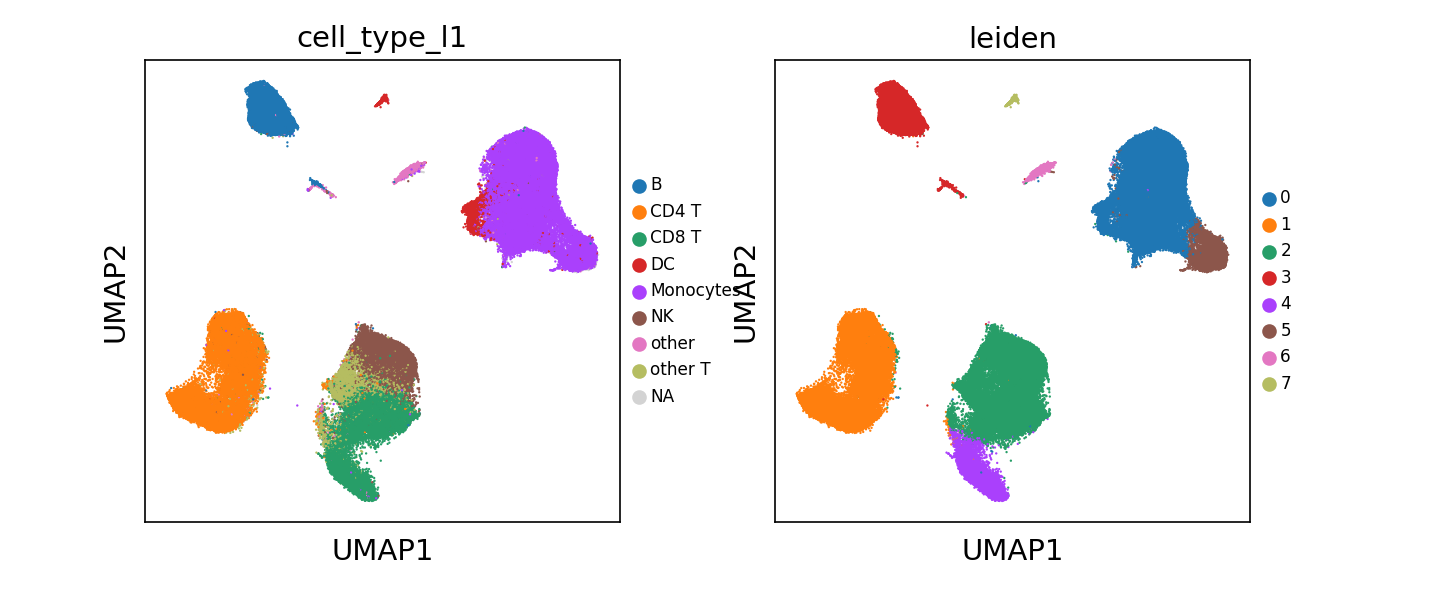 cell_type_l1
UMAP2
UMAP1
B
CD4 T
CD8 T
DC
Monocytes
NK
other
other T
NA
leiden
UMAP2
UMAP1
0
1
2
3
4
5
6
7